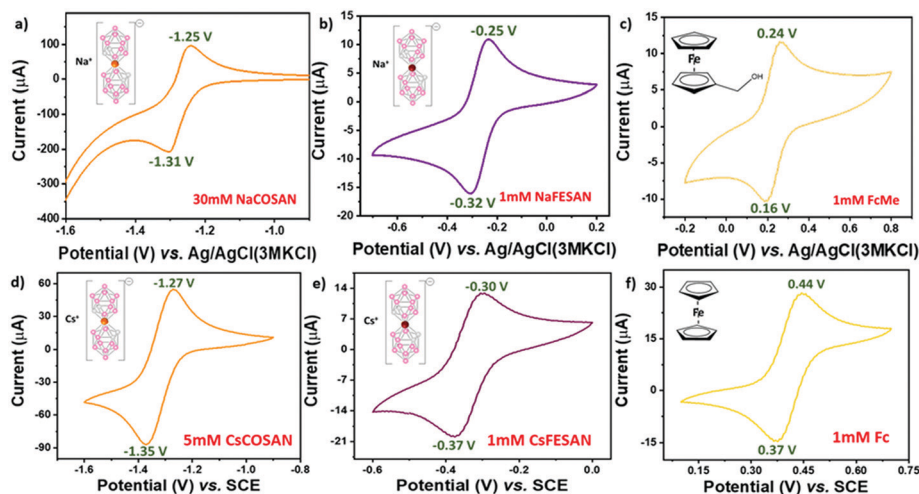 a)
-1.25 V
Na⁺
-1.31 V
30mM NaCOSAN
Current (µA)
100
0
-100
-200
-300
-400
-1.6 -1.5 -1.4 -1.3 -1.2 -1.1 -1.0
Potential (V) vs. Ag/AgCl(3MKCl)
b)
-0.25 V
Na⁺
-0.32 V
1mM NaFESAN
Current (µA)
15
10
5
0
-5
-10
-15
-20
-0.8 -0.6 -0.4 -0.2 0.0 0.2
Potential (V) vs. Ag/AgCl(3MKCl)
c)
0.24 V
Fe
OH
0.16 V
1mM FcMe
Current (µA)
10
5
0
-5
-10
-0.2 0.0 0.2 0.4 0.6 0.8
Potential (V) vs. Ag/AgCl(3MKCl)
d)
-1.27 V
Cs⁺
-1.35 V
5mM CsCOSAN
Current (µA)
60
30
0
-30
-60
-90
-1.6 -1.4 -1.2 -1.0 -0.8
Potential (V) vs. SCE
e)
-0.30 V
Cs⁺
-0.37 V
1mM CsFESAN
Current (µA)
14
7
0
-7
-14
-21
-0.6 -0.4 -0.2 0.0
Potential (V) vs. SCE
f)
0.44 V
Fe
0.37 V
1mM Fc
Current (µA)
30
15
0
-15
0.15 0.30 0.45 0.60 0.75
Potential (V) vs. SCE